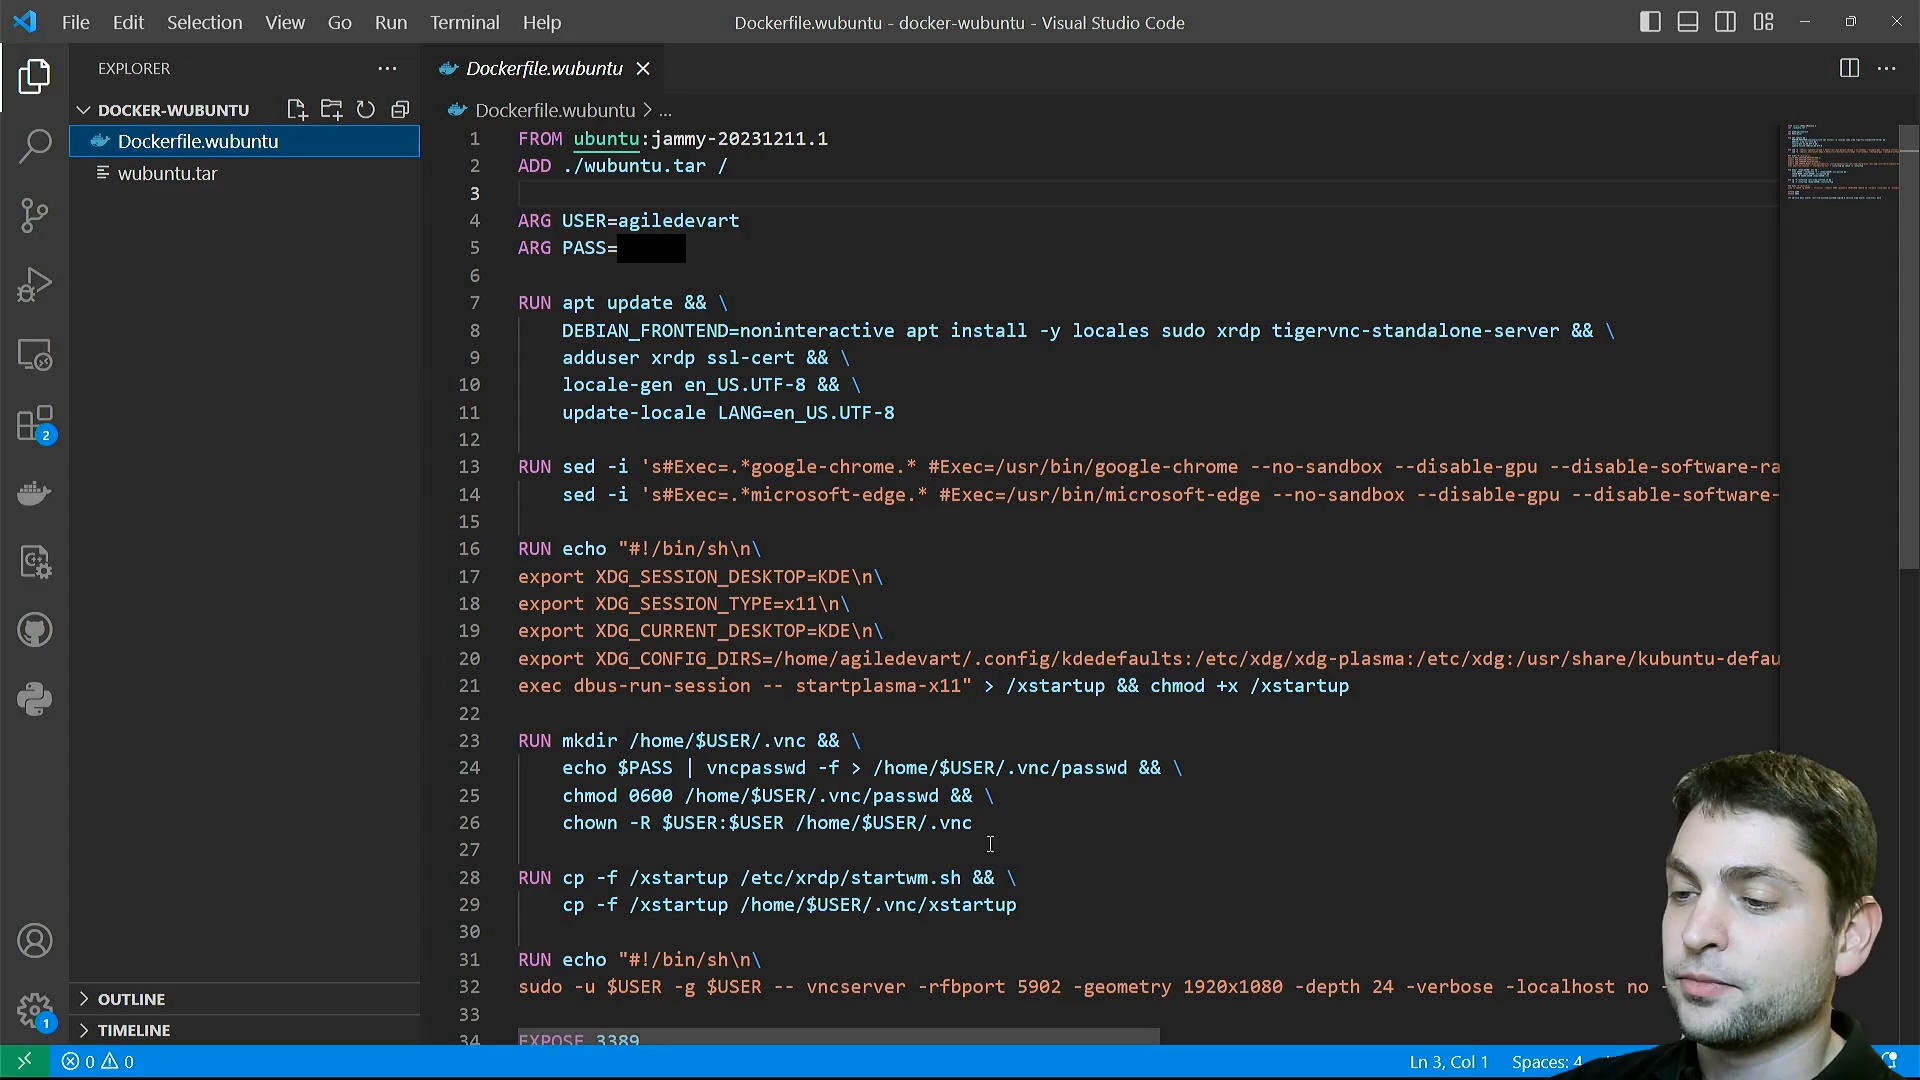 File Edit Selection View Go Run Terminal Help
Dockerfile.wubuntu - docker-wubuntu - Visual Studio Code
EXPLORER
DOCKER-WUBUNTU
Dockerfile.wubuntu
wubuntu.tar
Dockerfile.wubuntu
Dockerfile.wubuntu > ...
1 FROM ubuntu:jammy-20231211.1
2 ADD ./wubuntu.tar /
3
4 ARG USER=agiledevart
5 ARG PASS=
6
7 RUN apt update && \
8 DEBIAN_FRONTEND=noninteractive apt install -y locales sudo xrdp tigervnc-standalone-server && \
9 adduser xrdp ssl-cert && \
10 locale-gen en_US.UTF-8 && \
11 update-locale LANG=en_US.UTF-8
12
13 RUN sed -i 's#Exec=.*google-chrome.* #Exec=/usr/bin/google-chrome --no-sandbox --disable-gpu --disable-software-ra
14 sed -i 's#Exec=.*microsoft-edge.* #Exec=/usr/bin/microsoft-edge --no-sandbox --disable-gpu --disable-software-
15
16 RUN echo "#!/bin/sh\n\
17 export XDG_SESSION_DESKTOP=KDE\n\
18 export XDG_SESSION_TYPE=x11\n\
19 export XDG_CURRENT_DESKTOP=KDE\n\
20 export XDG_CONFIG_DIRS=/home/agiledevart/.config/kdedefaults:/etc/xdg/xdg-plasma:/etc/xdg:/usr/share/kubuntu-defau
21 exec dbus-run-session -- startplasma-x11" > /xstartup && chmod +x /xstartup
22
23 RUN mkdir /home/$USER/.vnc && \
24 echo $PASS | vncpasswd -f > /home/$USER/.vnc/passwd && \
25 chmod 0600 /home/$USER/.vnc/passwd && \
26 chown -R $USER:$USER /home/$USER/.vnc
27
28 RUN cp -f /xstartup /etc/xrdp/startwm.sh && \
29 cp -f /xstartup /home/$USER/.vnc/xstartup
30
31 RUN echo "#!/bin/sh\n\
32 sudo -u $USER -g $USER -- vncserver -rfbport 5902 -geometry 1920x1080 -depth 24 -verbose -localhost no -
33
34 EXPOSE 3389
OUTLINE
TIMELINE
2
1
0 0
Ln 3, Col 1 Spaces: 4